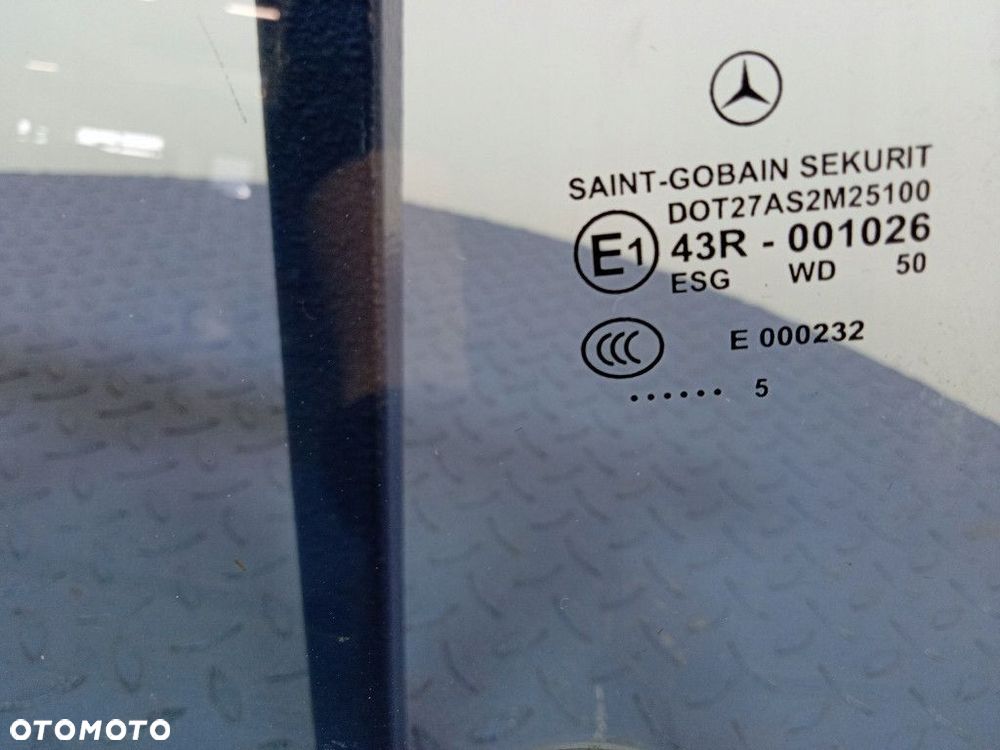 SAINT-GOBAIN SEKURIT
DOT27AS2M25100
E1 43R - 001026
ESG WD 50
CCC E 000232
...... 5
OTOMOTO